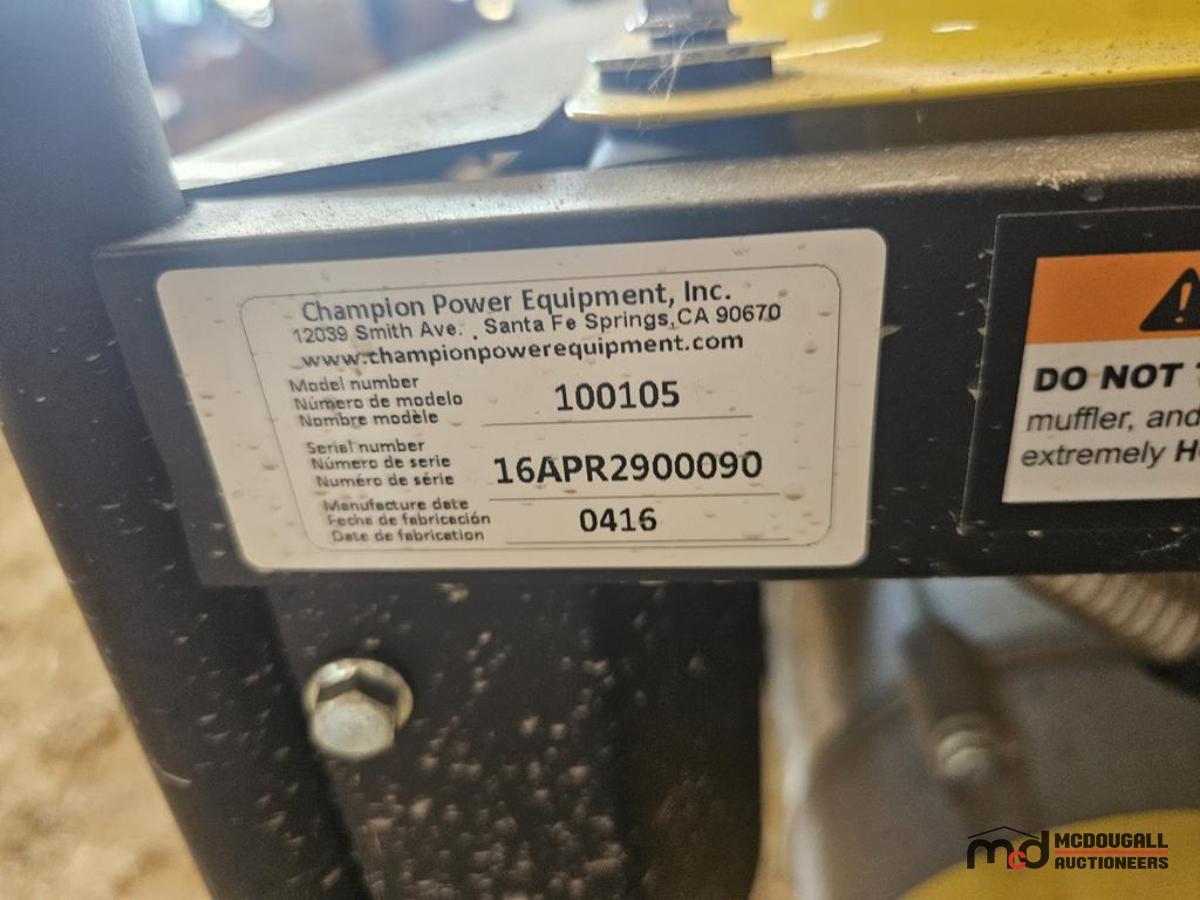 Champion Power Equipment, Inc.
12039 Smith Ave. , Santa Fe Springs,CA 90670
www.championpowerequipment.com
Model number
Número de modelo
Nombre modèle
100105
Serial number
Número de serie
Numéro de série
16APR2900090
Manufacture date
Fecha de fabricación
Date de fabrication
0416
DO NOT
muffler, and
extremely
mcd MCDOUGALL
AUCTIONEERS